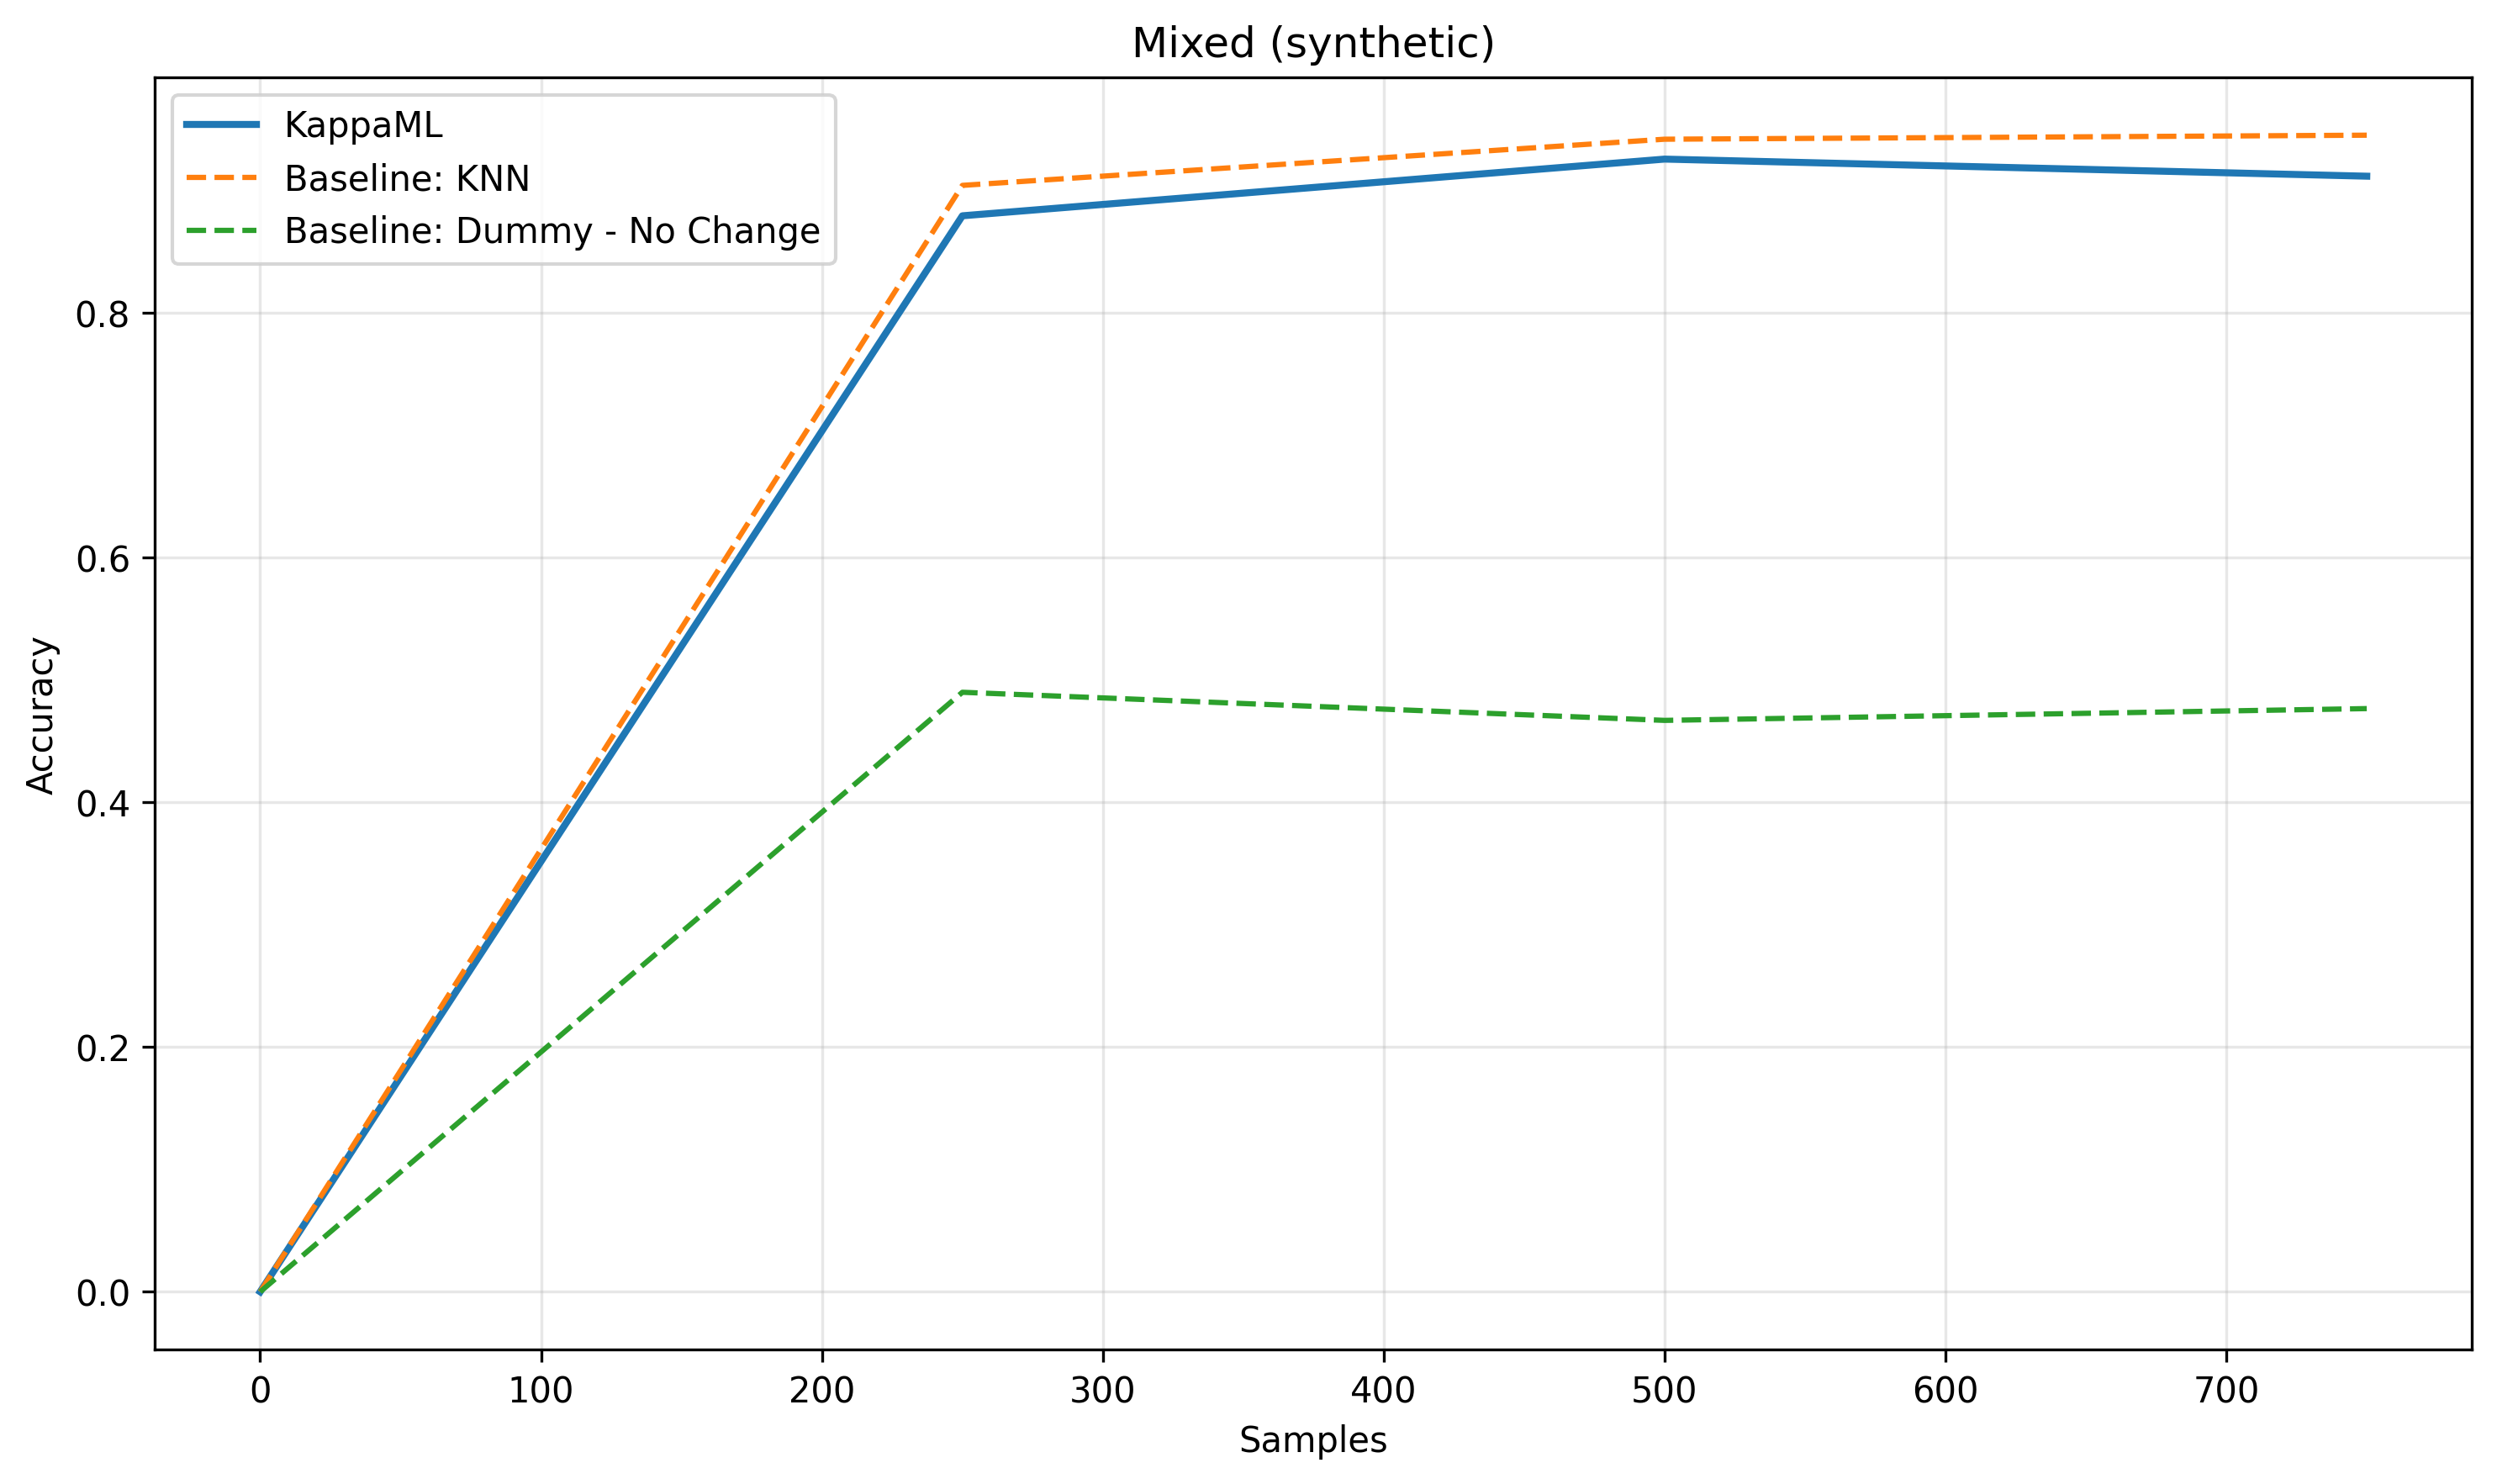 Mixed (synthetic)
KappaML
Baseline: KNN
Baseline: Dummy - No Change
Accuracy
0.8
0.6
0.4
0.2
0.0
0 100 200 300 400 500 600 700
Samples